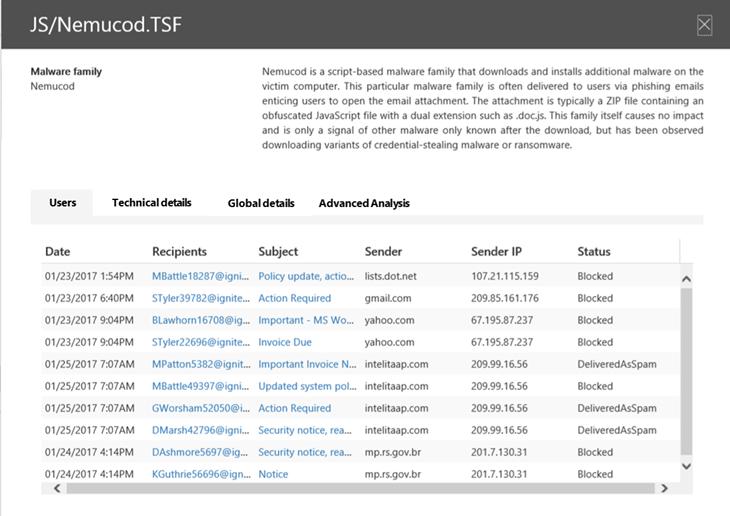 JS/Nemucod.TSF
Malware family
Nemucod
Nemucod is a script-based malware family that downloads and installs additional malware on the
victim computer. This particular malware family is often delivered to users via phishing emails
enticing users to open the email attachment. The attachment is typically a ZIP file containing an
obfuscated JavaScript file with a dual extension such as .doc.js. This family itself causes no impact
and is only a signal of other malware only known after the download, but has been observed
downloading variants of credential-stealing malware or ransomware.
Users Technical details Global details Advanced Analysis
Date Recipients Subject Sender Sender IP Status
01/23/2017 1:54PM MBattle18287@igni... Policy update, actio... lists.dot.net 107.21.115.159 Blocked
01/23/2017 6:40PM STyler39782@ignite... Action Required gmail.com 209.85.161.176 Blocked
01/23/2017 9:04PM BLawhorn16708@ig... Important - MS Wo... yahoo.com 67.195.87.237 Blocked
01/23/2017 9:04PM STyler22696@ignite... Invoice Due yahoo.com 67.195.87.237 Blocked
01/25/2017 7:07AM MPatton5382@ignit... Important Invoice N... intelitaap.com 209.99.16.56 DeliveredAsSpam
01/25/2017 7:07AM MBattle49397@igni... Updated system pol... intelitaap.com 209.99.16.56 Blocked
01/25/2017 7:07AM GWorsham52050@i... Action Required intelitaap.com 209.99.16.56 DeliveredAsSpam
01/25/2017 7:07AM DMarsh42796@ignit... Security notice, rea... intelitaap.com 209.99.16.56 DeliveredAsSpam
01/24/2017 4:14PM DAshmore5697@ig... Security notice, rea... mp.rs.gov.br 201.7.130.31 Blocked
01/24/2017 4:14PM KGuthrie56696@ign... Notice mp.rs.gov.br 201.7.130.31 Blocked